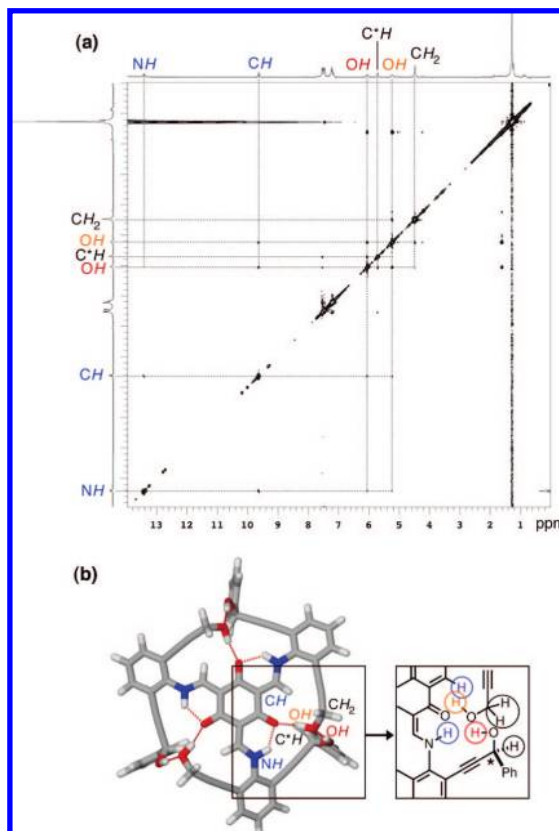 (a)
C*H
NH CH OH OH CH2
CH2
OH
C*H
OH
CH
NH
13 12 11 10 9 8 7 6 5 4 3 2 1 ppm
(b)
CH
CH2
OH
OH
C*H
NH
H
H
O
H
O
H
O
H
N
H
*
Ph